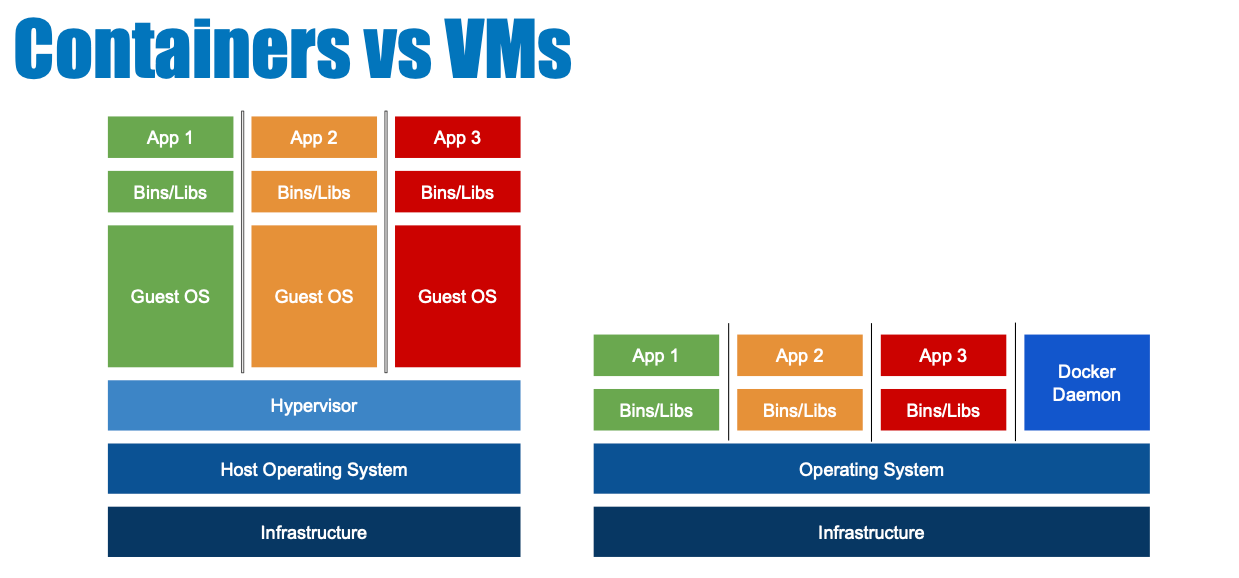 Containers vs VMs
App 1
App 2
App 3
Bins/Libs
Bins/Libs
Bins/Libs
Guest OS
Guest OS
Guest OS
Hypervisor
Host Operating System
Infrastructure
App 1
App 2
App 3
Docker
Daemon
Bins/Libs
Bins/Libs
Bins/Libs
Operating System
Infrastructure